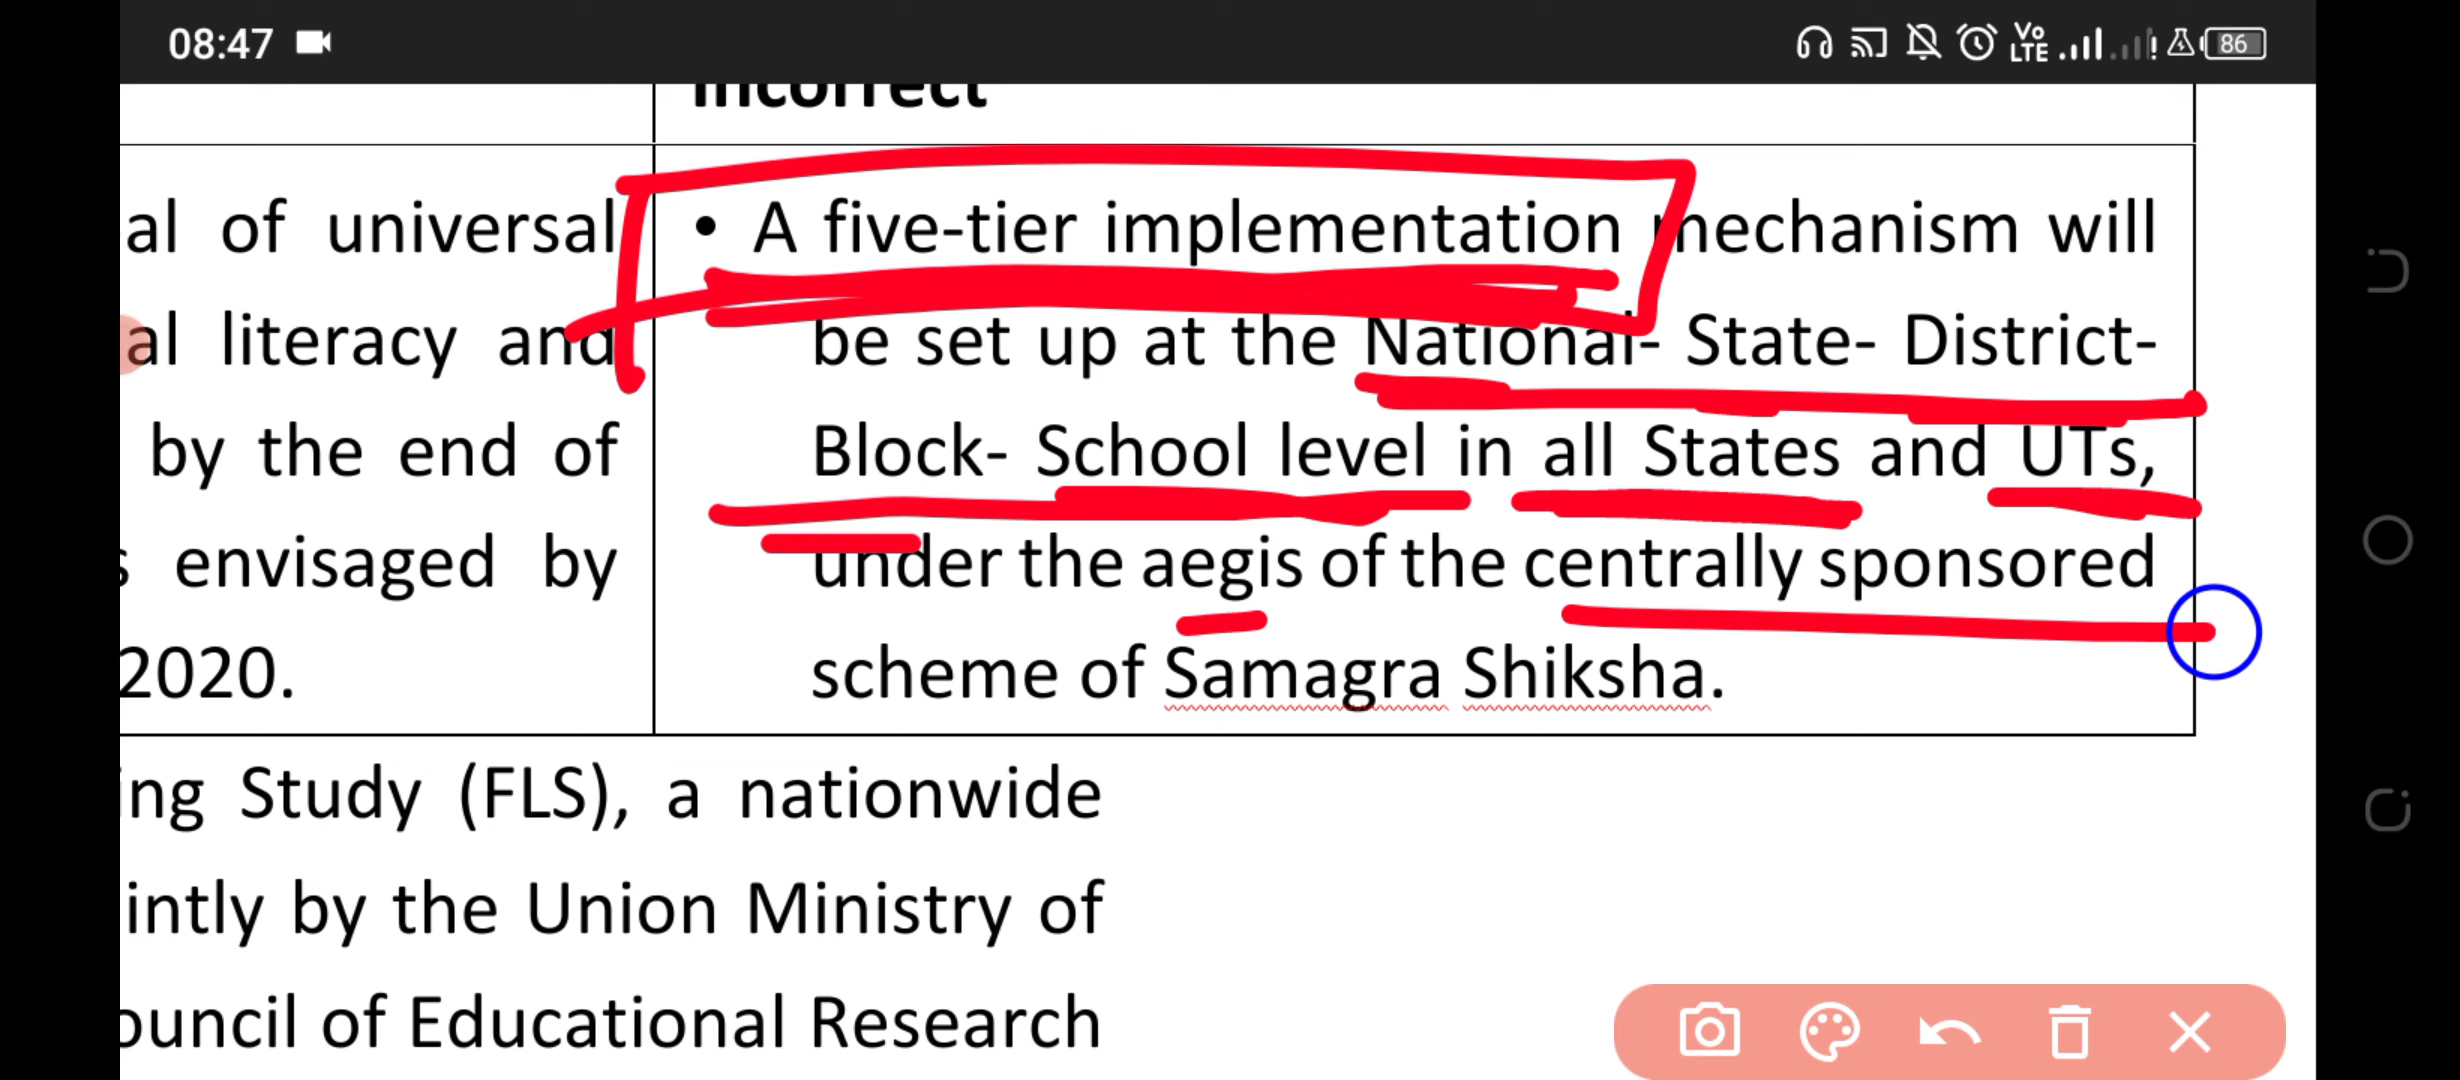 08:47
Vo LTE 86
Incorrect
al of universal
al literacy and
by the end of
s envisaged by
2020.
• A five-tier implementation mechanism will
be set up at the National- State- District-
Block- School level in all States and UTs,
under the aegis of the centrally sponsored
scheme of Samagra Shiksha.
ing Study (FLS), a nationwide
intly by the Union Ministry of
ouncil of Educational Research